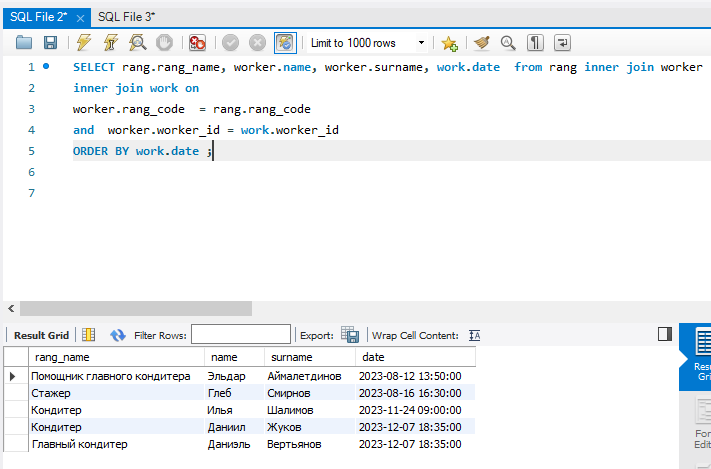 SQL File 2* SQL File 3*
Limit to 1000 rows
1 SELECT rang.rang_name, worker.name, worker.surname, work.date from rang inner join worker
2 inner join work on
3 worker.rang_code = rang.rang_code
4 and worker.worker_id = work.worker_id
5 ORDER BY work.date ;
6
7
Result Grid Filter Rows: Export: Wrap Cell Content:
rang_name name surname date
Помощник главного кондитера Эльдар Аймалетдинов 2023-08-12 13:50:00
Стажер Глеб Смирнов 2023-08-16 16:30:00
Кондитер Илья Шалимов 2023-11-24 09:00:00
Кондитер Даниил Жуков 2023-12-07 18:35:00
Главный кондитер Даниэль Вертьянов 2023-12-07 18:35:00